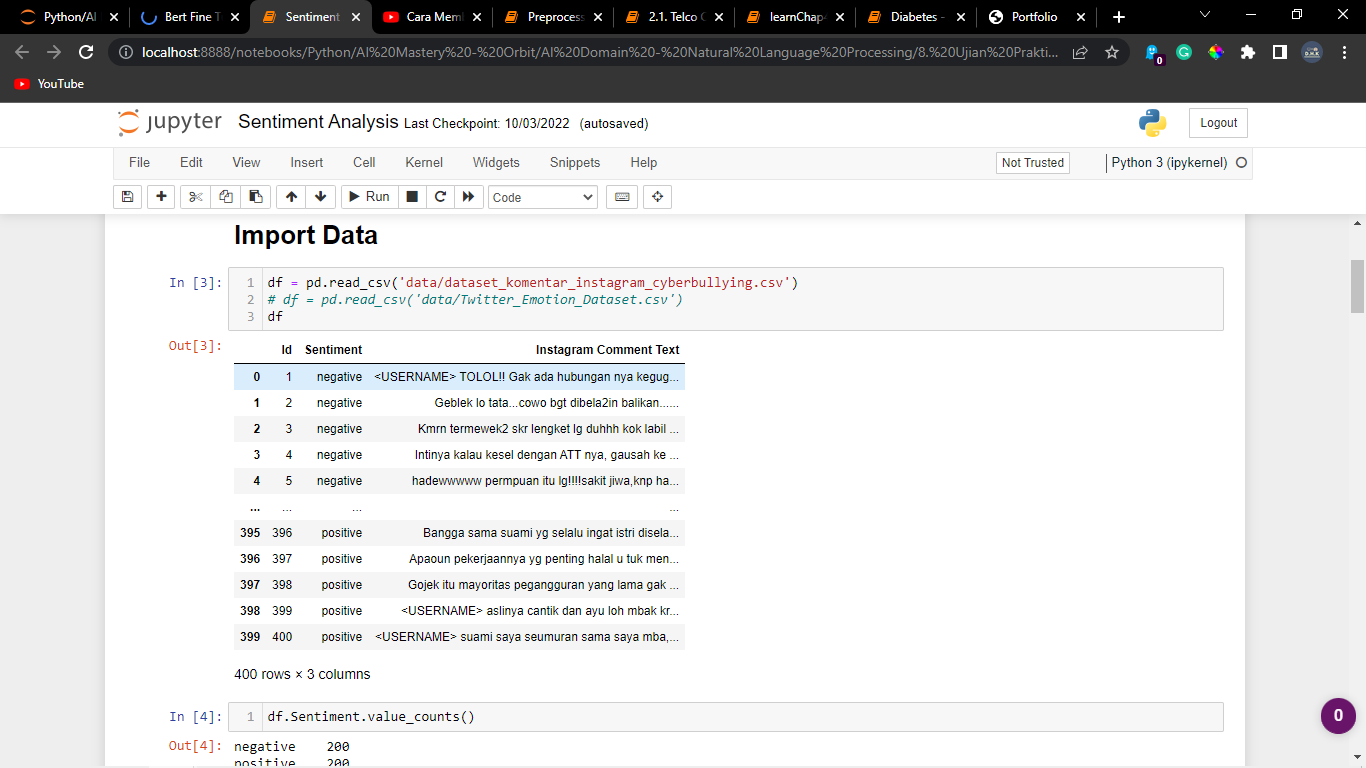 Python/AI
Bert Fine T
Sentiment
Cara Mem
Preprocess
2.1. Telco C
learnChap
Diabetes -
Portfolio
localhost:8888/notebooks/Python/AI%20Mastery%20-%20Orbit/AI%20Domain%20-%20Natural%20Language%20Processing/8.%20Ujian%20Prakti...
0
YouTube
jupyter Sentiment Analysis Last Checkpoint: 10/03/2022 (autosaved)
Logout
File Edit View Insert Cell Kernel Widgets Snippets Help
Not Trusted
Python 3 (ipykernel)
Run
Code
Import Data
In [3]:
1 df = pd.read_csv('data/dataset_komentar_instagram_cyberbullying.csv')
2 # df = pd.read_csv('data/Twitter_Emotion_Dataset.csv')
3 df
Out[3]:
Id Sentiment Instagram Comment Text
0 1 negative <USERNAME> TOLOL!! Gak ada hubungan nya kegug...
1 2 negative Geblek lo tata...cowo bgt dibela2in balikan......
2 3 negative Kmrn termewek2 skr lengket lg duhhh kok labil ...
3 4 negative Intinya kalau kesel dengan ATT nya, gausah ke ...
4 5 negative hadewwwww permpuan itu lg!!!!sakit jiwa,knp ha...
... ... ... ...
395 396 positive Bangga sama suami yg selalu ingat istri disela...
396 397 positive Apaoun pekerjaannya yg penting halal u tuk men...
397 398 positive Gojek itu mayoritas pegangguran yang lama gak ...
398 399 positive <USERNAME> aslinya cantik dan ayu loh mbak kr...
399 400 positive <USERNAME> suami saya seumuran sama saya mba,...
400 rows × 3 columns
In [4]:
1 df.Sentiment.value_counts()
Out[4]:
negative 200
positive 200
0